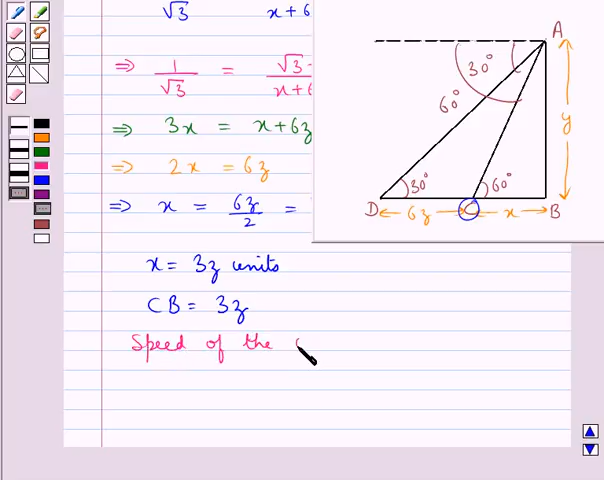 √3 x + 6
⇒ 1/√3 = √3 / x + 6
⇒ 3x = x + 6z
⇒ 2x = 6z
⇒ x = 6z/2 =
x = 3z units
CB = 3z
Speed of the
A
30°
60°
y
30°
60°
D 6z C x B